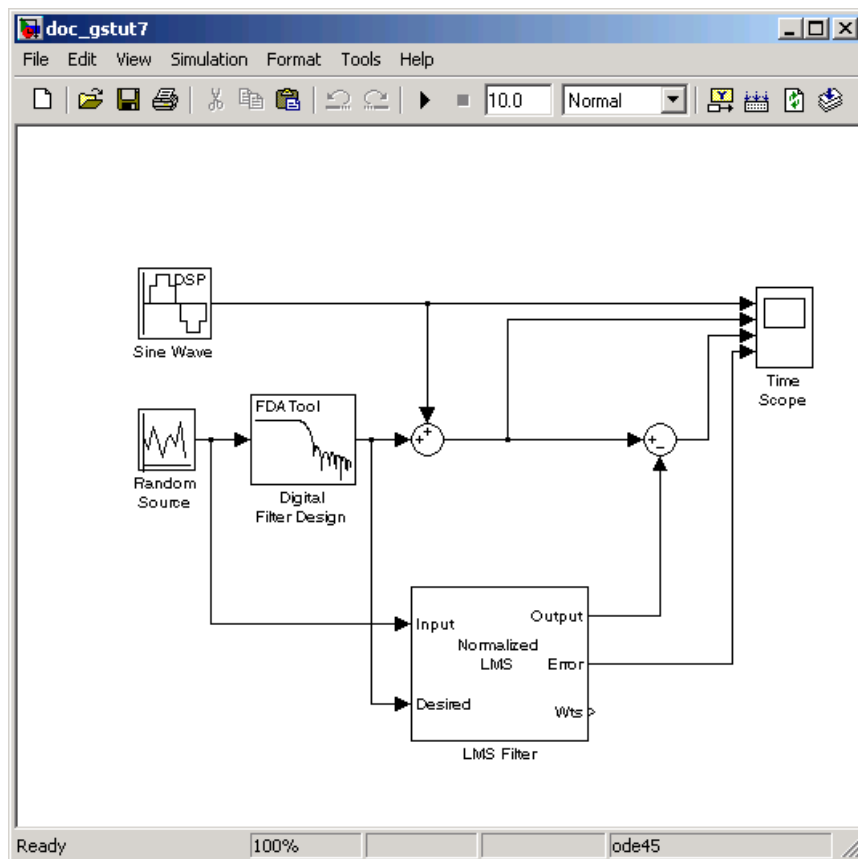 doc_gstut7
File Edit View Simulation Format Tools Help
10.0 Normal
DSP
Sine Wave
Time
Scope
FDATool
Random
Source
Digital
Filter Design
Input
Output
Normalized
LMS
Error
Desired
Wts
LMS Filter
Ready 100% ode45